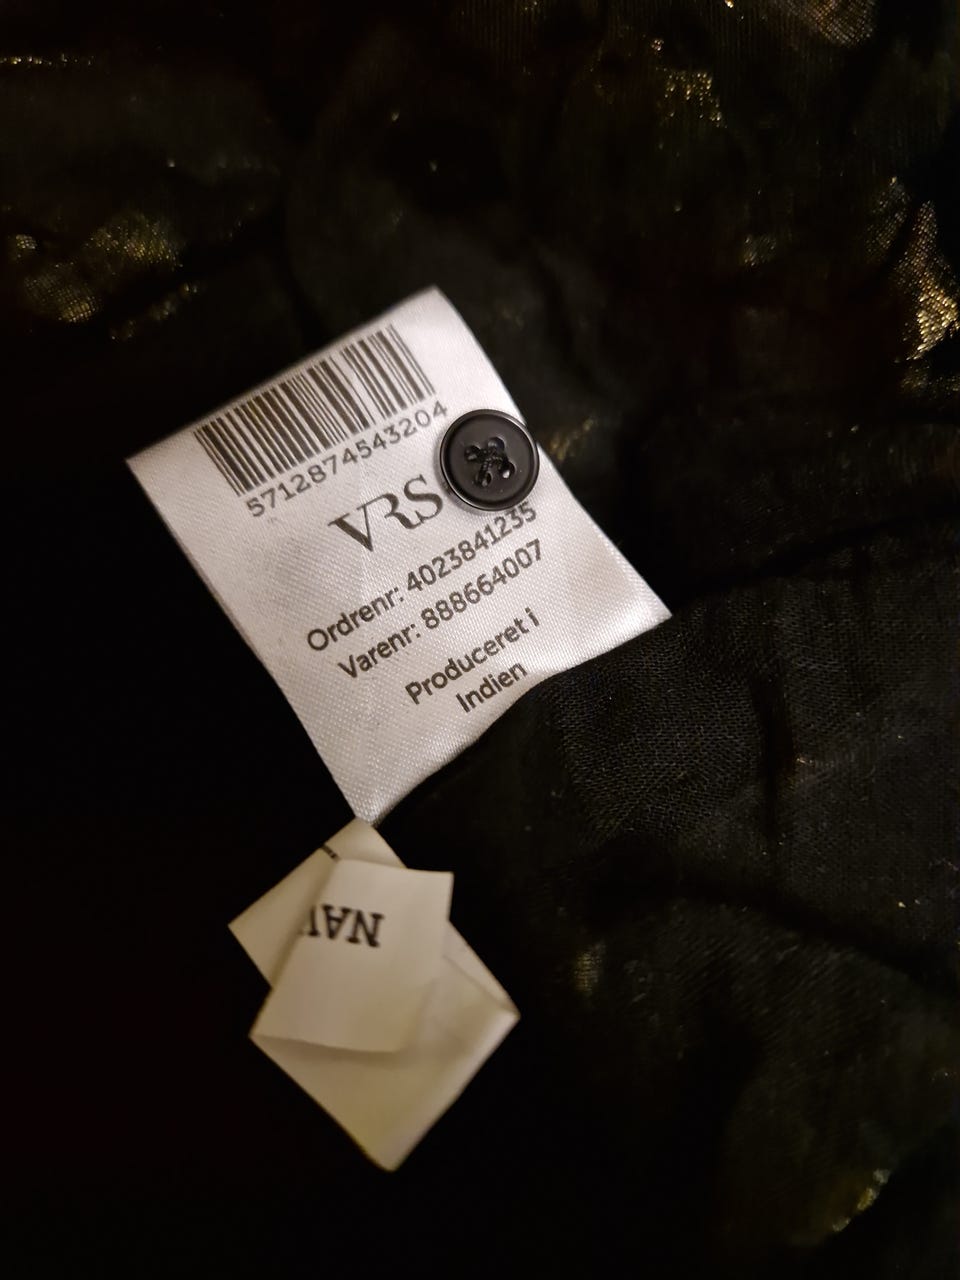 5712874543204
VRS
Ordrenr: 4023841235
Varenr: 888664007
Produceret i
Indien